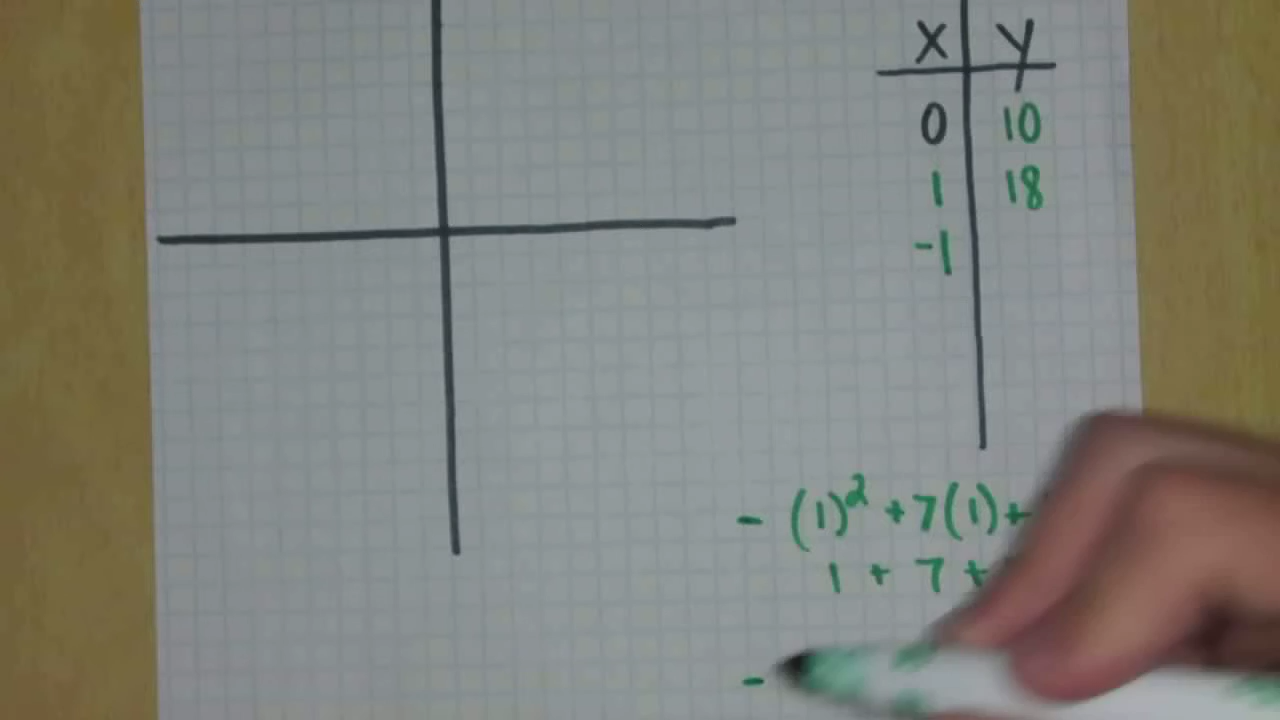 X Y
0 10
1 18
-1
- (1)² + 7(1) +
1 + 7 +
-